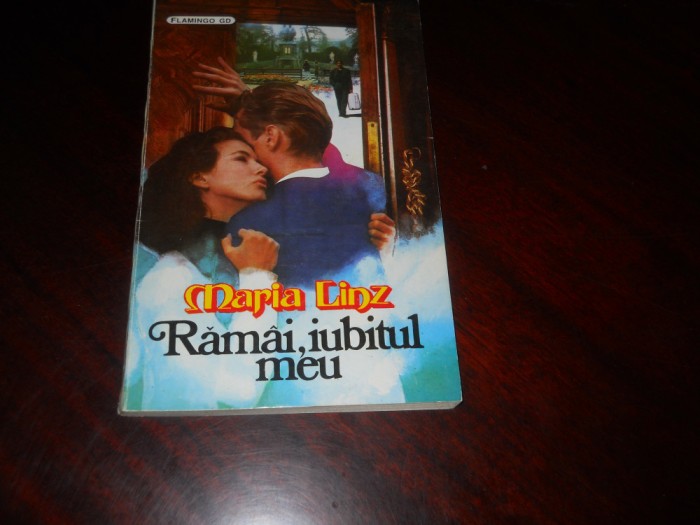 FLAMINGO GD
Maria Linz
Rămâi, iubitul
meu